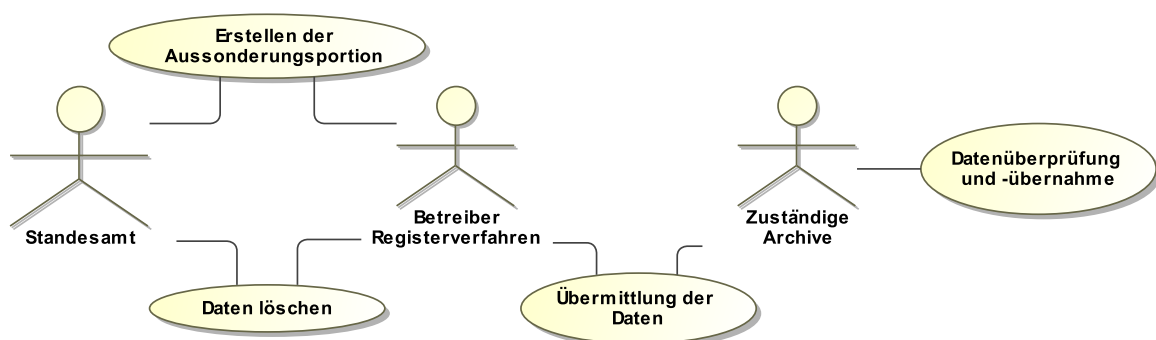 Erstellen der
Aussonderungsportion
Datenüberprüfung
und -übernahme
Standesamt
Betreiber
Registerverfahren
Zuständige
Archive
Daten löschen
Übermittlung der
Daten